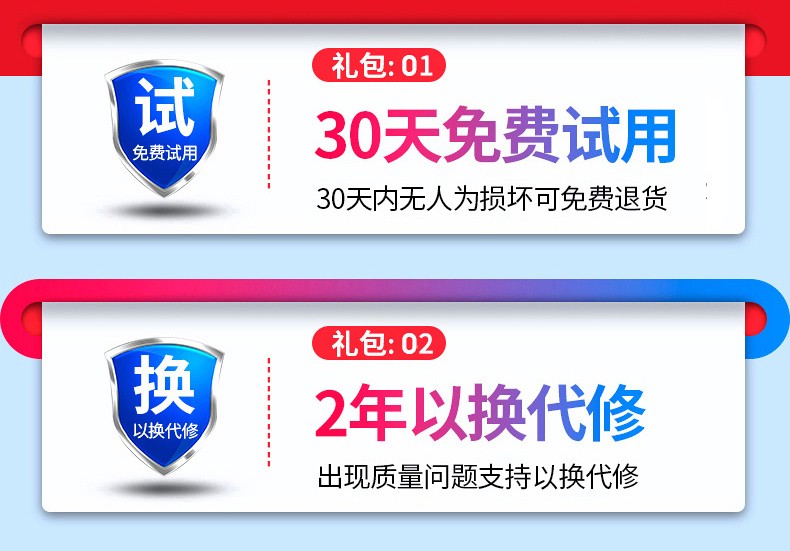 礼包: 01
试
免费试用
30天免费试用
30天内无人为损坏可免费退货
礼包: 02
换
以换代修
2年以换代修
出现质量问题支持以换代修